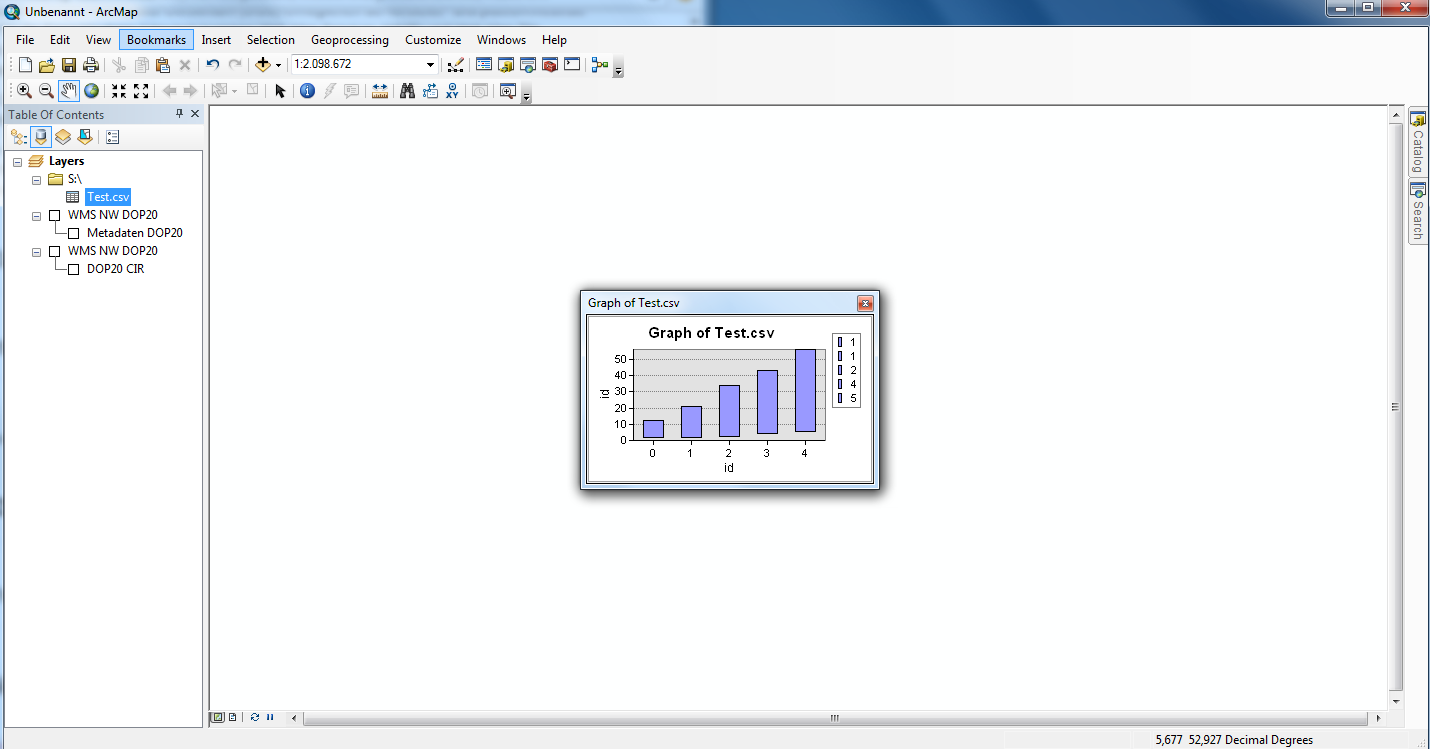 Unbenannt - ArcMap
File Edit View Bookmarks Insert Selection Geoprocessing Customize Windows Help
1:2.098.672
Table Of Contents
Layers
S:\
Test.csv
WMS NW DOP20
Metadaten DOP20
WMS NW DOP20
DOP20 CIR
Graph of Test.csv
Graph of Test.csv
50
40
30
20
10
0
id
0 1 2 3 4
id
1
1
2
4
5
Catalog
Search
5,677 52,927 Decimal Degrees